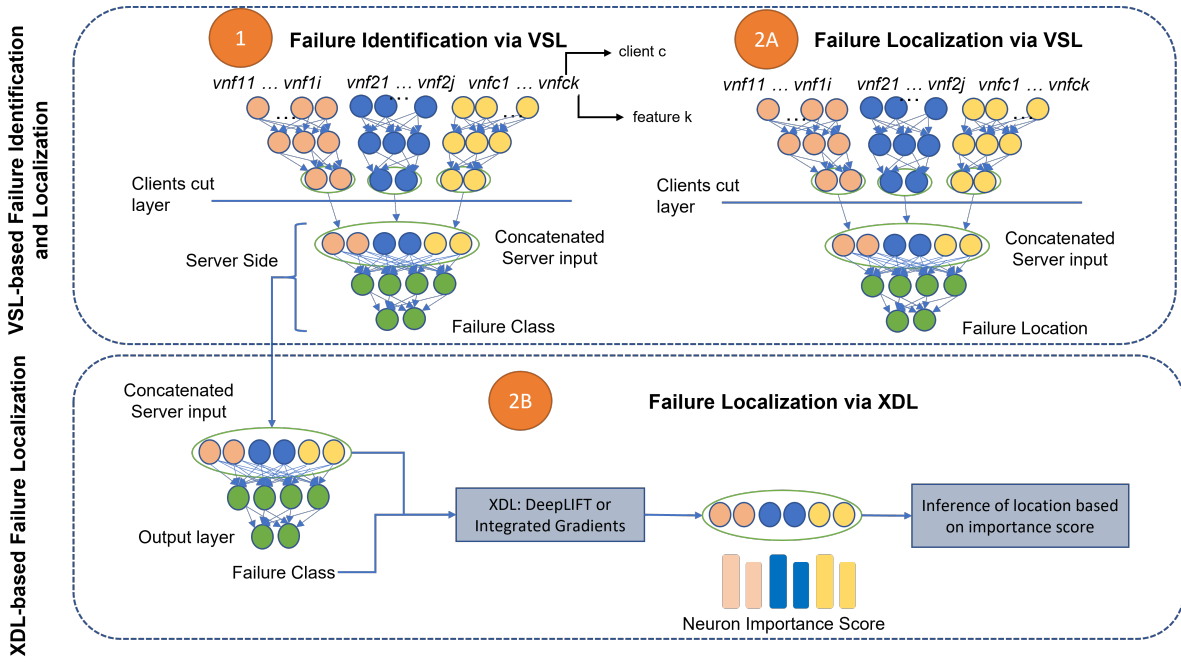 VSL-based Failure Identification
and Localization
1
Failure Identification via VSL
client c
vnf11 ... vnf1i
vnf21 ... vnf2j
vnfc1 ... vnfck
feature k
...
...
...
Clients cut
layer
Server Side
Concatenated
Server input
Failure Class
2A
Failure Localization via VSL
vnf11 ... vnf1i
vnf21 ... vnf2j
vnfc1 ... vnfck
...
...
...
Clients cut
layer
Concatenated
Server input
Failure Location
XDL-based Failure Localization
2B
Failure Localization via XDL
Concatenated
Server input
Output layer
Failure Class
XDL: DeepLIFT or
Integrated Gradients
Neuron Importance Score
Inference of location based
on importance score